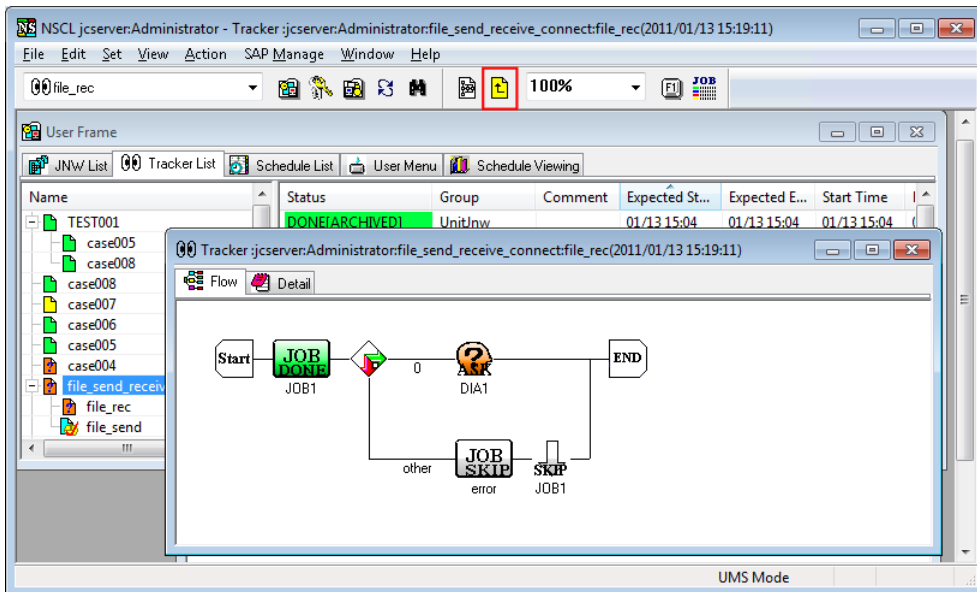 NS NSCL jcserver:Administrator - Tracker :jcserver:Administrator:file_send_receive_connect:file_rec(2011/01/13 15:19:11)
File Edit Set View Action SAP Manage Window Help
file_rec 100% F1 JOB
User Frame
JNW List Tracker List Schedule List User Menu Schedule Viewing
Name Status Group Comment Expected St... Expected E... Start Time
TEST001 DONE[ARCHIVED] UnitJnw 01/13 15:04 01/13 15:04 01/13 15:04
case005
case008
case008
case007
case006
case005
case004
file_send_receiv
file_rec
file_send
Tracker :jcserver:Administrator:file_send_receive_connect:file_rec(2011/01/13 15:19:11)
Flow Detail
Start JOB DONE 0 ASK END
JOB1 DIA1
other JOB SKIP SKIP
error JOB1
UMS Mode